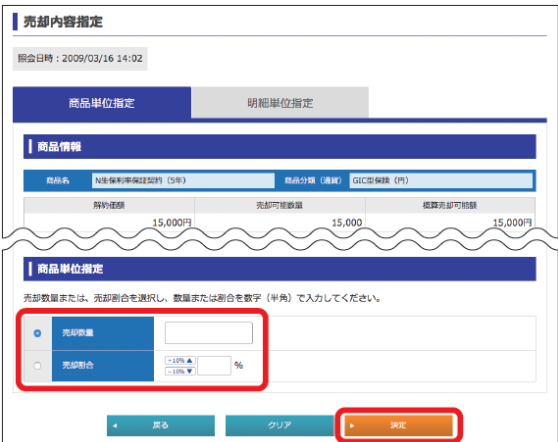 売却内容指定
照会日時：2009/03/16 14:02
商品単位指定 明細単位指定
商品情報
商品名 N生保利率保証契約（5年） 商品分類（通貨） GIC型保険（円）
解約価額 売却可能数量 概算売却可能額
15,000円 15,000 15,000円
商品単位指定
売却数量または、売却割合を選択し、数量または割合を数字（半角）で入力してください。
売却数量
売却割合 +10%▲ %
-10%▼
◀ 戻る クリア ▶ 決定